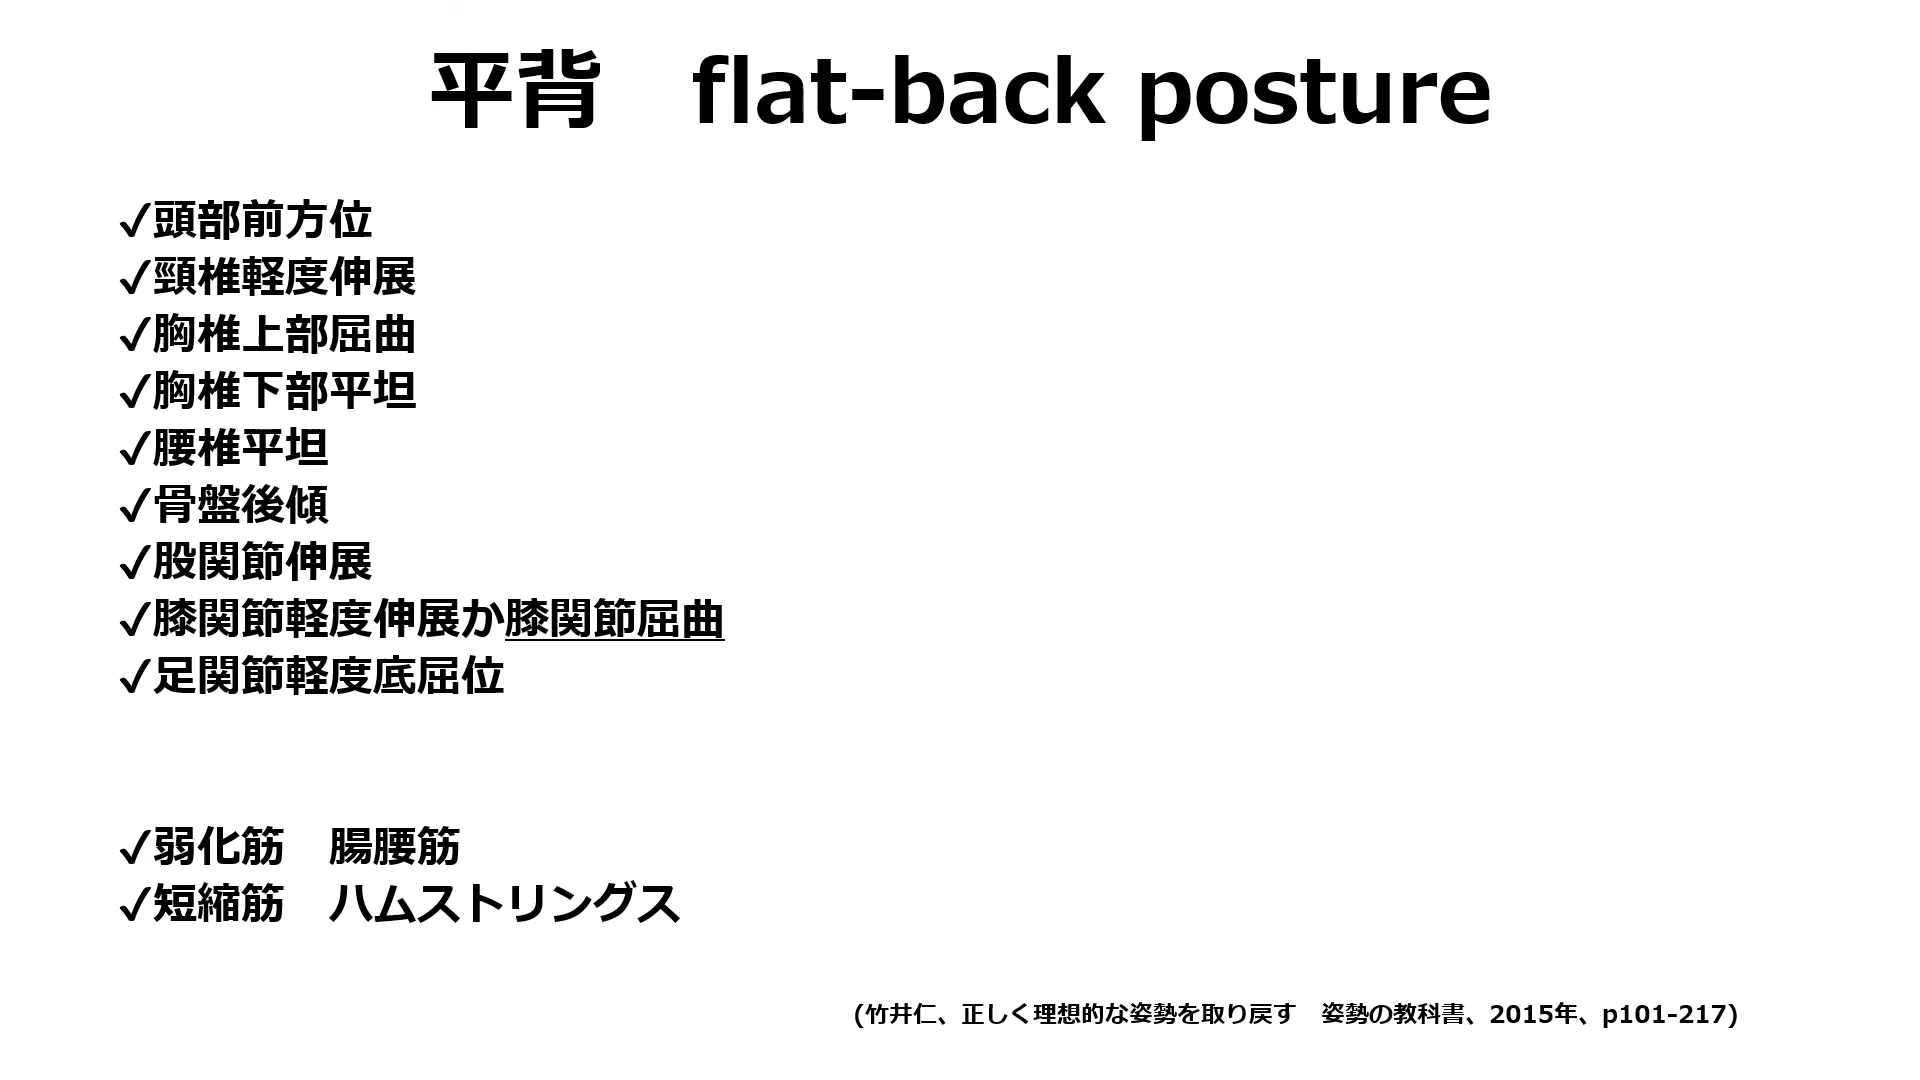 平背　flat-back posture
✓頭部前方位
✓頸椎軽度伸展
✓胸椎上部屈曲
✓胸椎下部平坦
✓腰椎平坦
✓骨盤後傾
✓股関節伸展
✓膝関節軽度伸展か膝関節屈曲
✓足関節軽度底屈位
✓弱化筋　腸腰筋
✓短縮筋　ハムストリングス
(竹井仁、正しく理想的な姿勢を取り戻す　姿勢の教科書、2015年、p101-217)